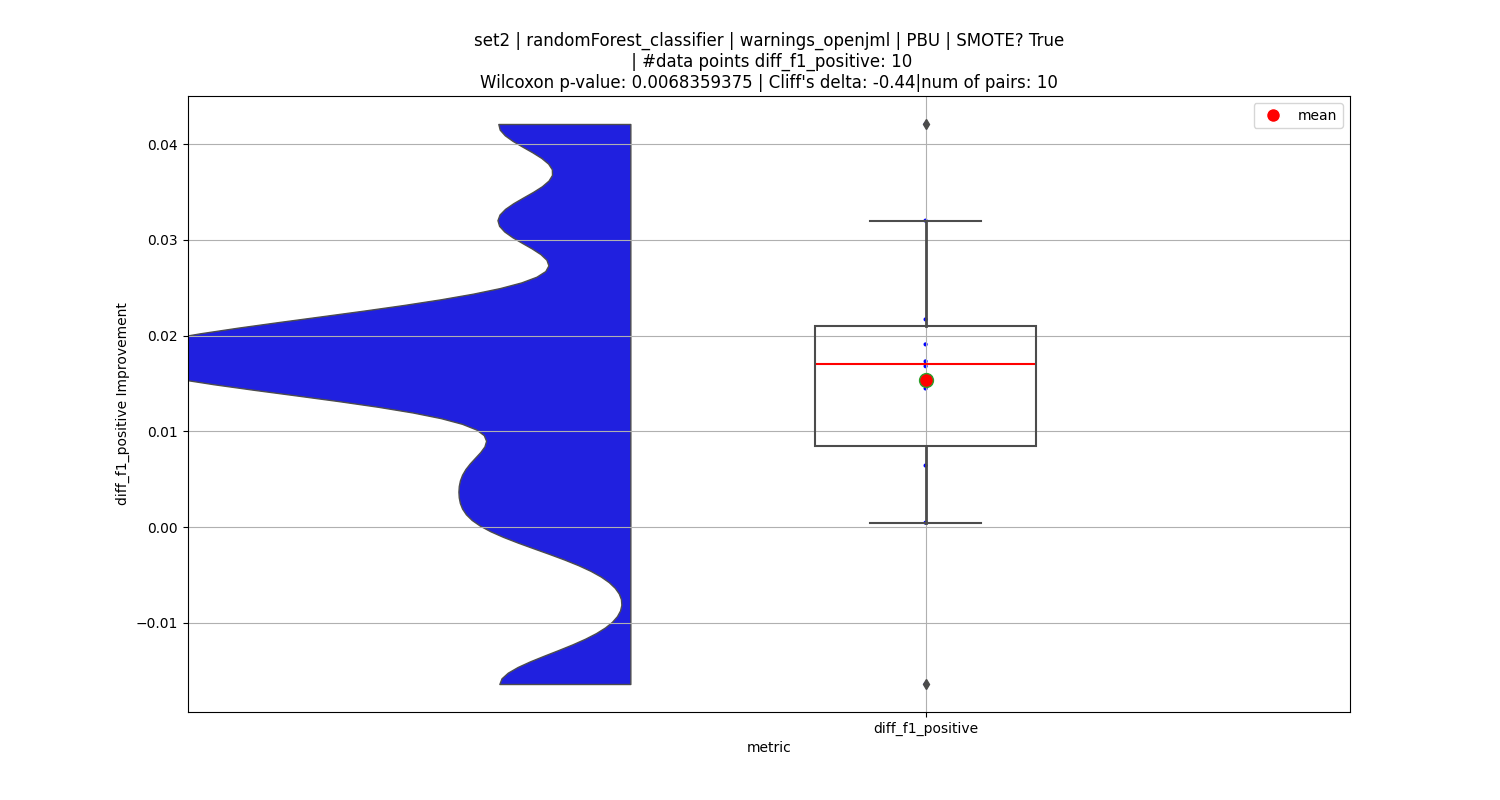 set2 | randomForest_classifier | warnings_openjml | PBU | SMOTE? True
| #data points diff_f1_positive: 10
Wilcoxon p-value: 0.0068359375 | Cliff's delta: -0.44|num of pairs: 10
mean
0.04
0.03
0.02
0.01
0.00
−0.01
diff_f1_positive Improvement
diff_f1_positive
metric